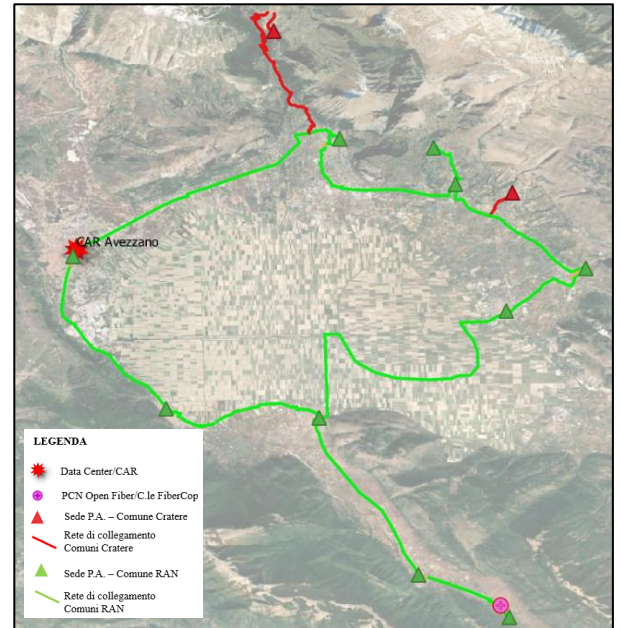 CAR Avezzano
LEGENDA
Data Center/CAR
PCN Open Fiber/C.le FiberCop
Sede P.A. – Comune Cratere
Rete di collegamento
Comuni Cratere
Sede P.A. – Comune RAN
Rete di collegamento
Comuni RAN